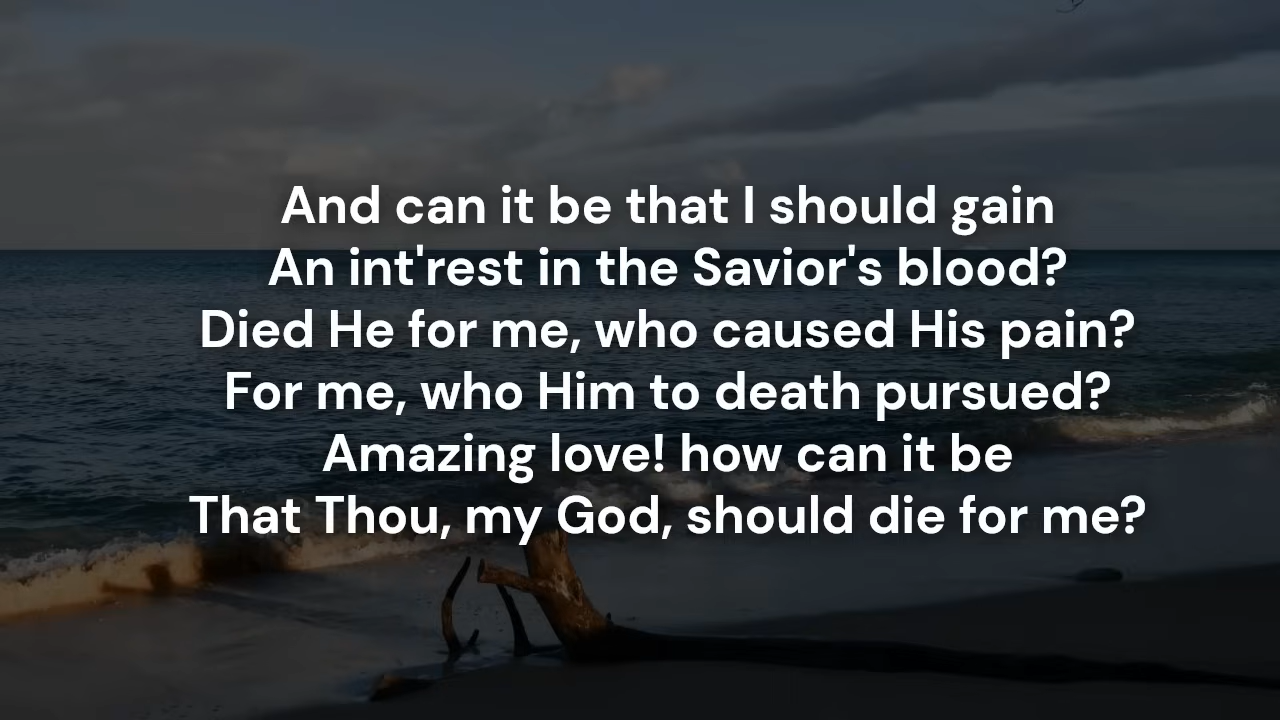 And can it be that I should gain
An int'rest in the Savior's blood?
Died He for me, who caused His pain?
For me, who Him to death pursued?
Amazing love! how can it be
That Thou, my God, should die for me?